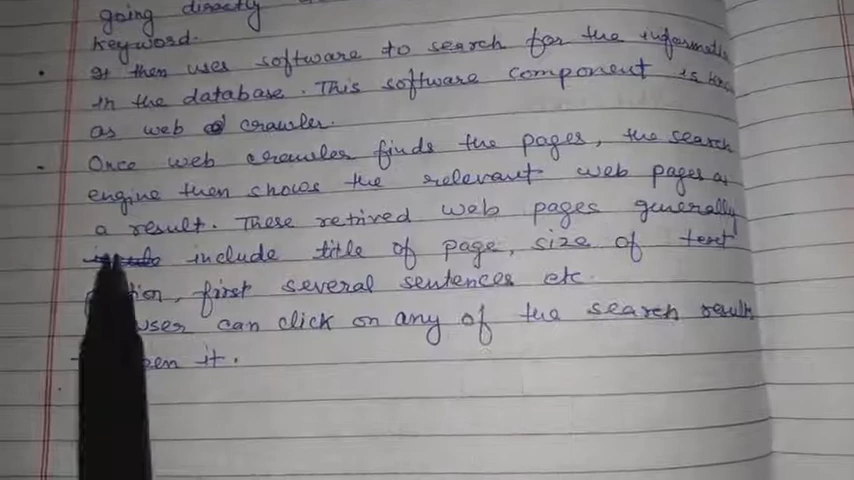 going directly
keyword.
• It then uses software to search for the
in the database. This software component is
as web crawler.
• Once web crawler finds the pages, the search
engine then shows the relevant web pages as
a result. These retrived web pages generally
include title of page, size of text
first several sentences etc.
user can click on any of the search results
it.